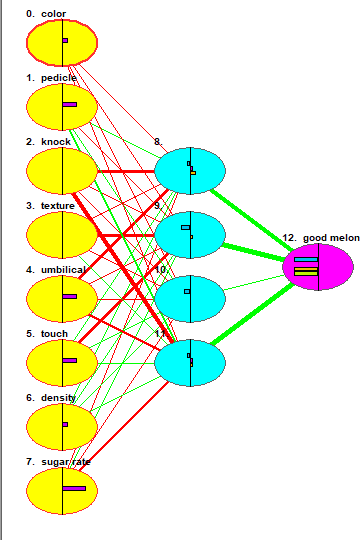 0. color
1. pedicle
2. knock
8.
3. texture
9.
12. good melon
4. umbilical
10.
5. touch
11.
6. density
7. sugar rate